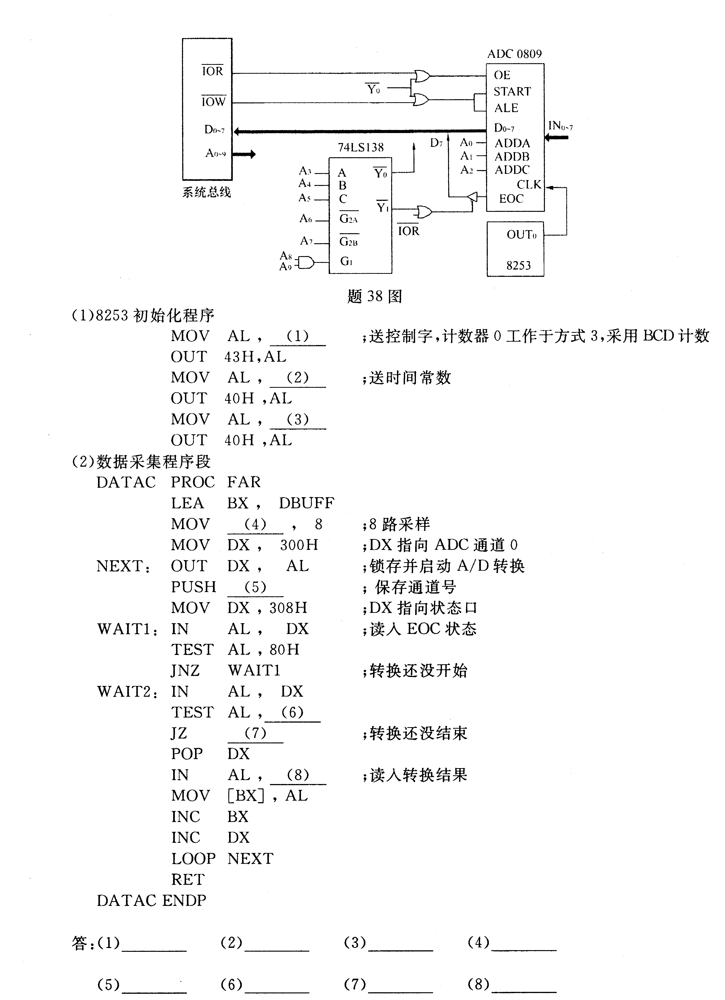 ADC 0809
IOR
IOW
D0~7
A0~9
系统总线
Y0
OE
START
ALE
D0~7
IN0~7
A0 ADDA
A1 ADDB
A2 ADDC
CLK
EOC
D7
74LS138
A3 A Y0
A4 B
A5 C Y1
A6 G2A
A7 G2B
A8
A9 G1
IOR
OUT0
8253
题 38 图
(1)8253 初始化程序
MOV AL , (1) ;送控制字,计数器 0 工作于方式 3,采用 BCD 计数
OUT 43H,AL
MOV AL, (2) ;送时间常数
OUT 40H ,AL
MOV AL, (3)
OUT 40H ,AL
(2)数据采集程序段
DATAC PROC FAR
LEA BX , DBUFF
MOV (4) , 8 ;8 路采样
MOV DX , 300H ;DX 指向 ADC 通道 0
NEXT: OUT DX , AL ;锁存并启动 A/D 转换
PUSH (5) ; 保存通道号
MOV DX , 308H ;DX 指向状态口
WAIT1: IN AL , DX ;读入 EOC 状态
TEST AL , 80H
JNZ WAIT1 ;转换还没开始
WAIT2: IN AL , DX
TEST AL , (6)
JZ (7) ;转换还没结束
POP DX
IN AL , (8) ;读入转换结果
MOV [BX] , AL
INC BX
INC DX
LOOP NEXT
RET
DATAC ENDP
答:(1)________ (2)________ (3)________ (4)________
(5)________ (6)________ (7)________ (8)________